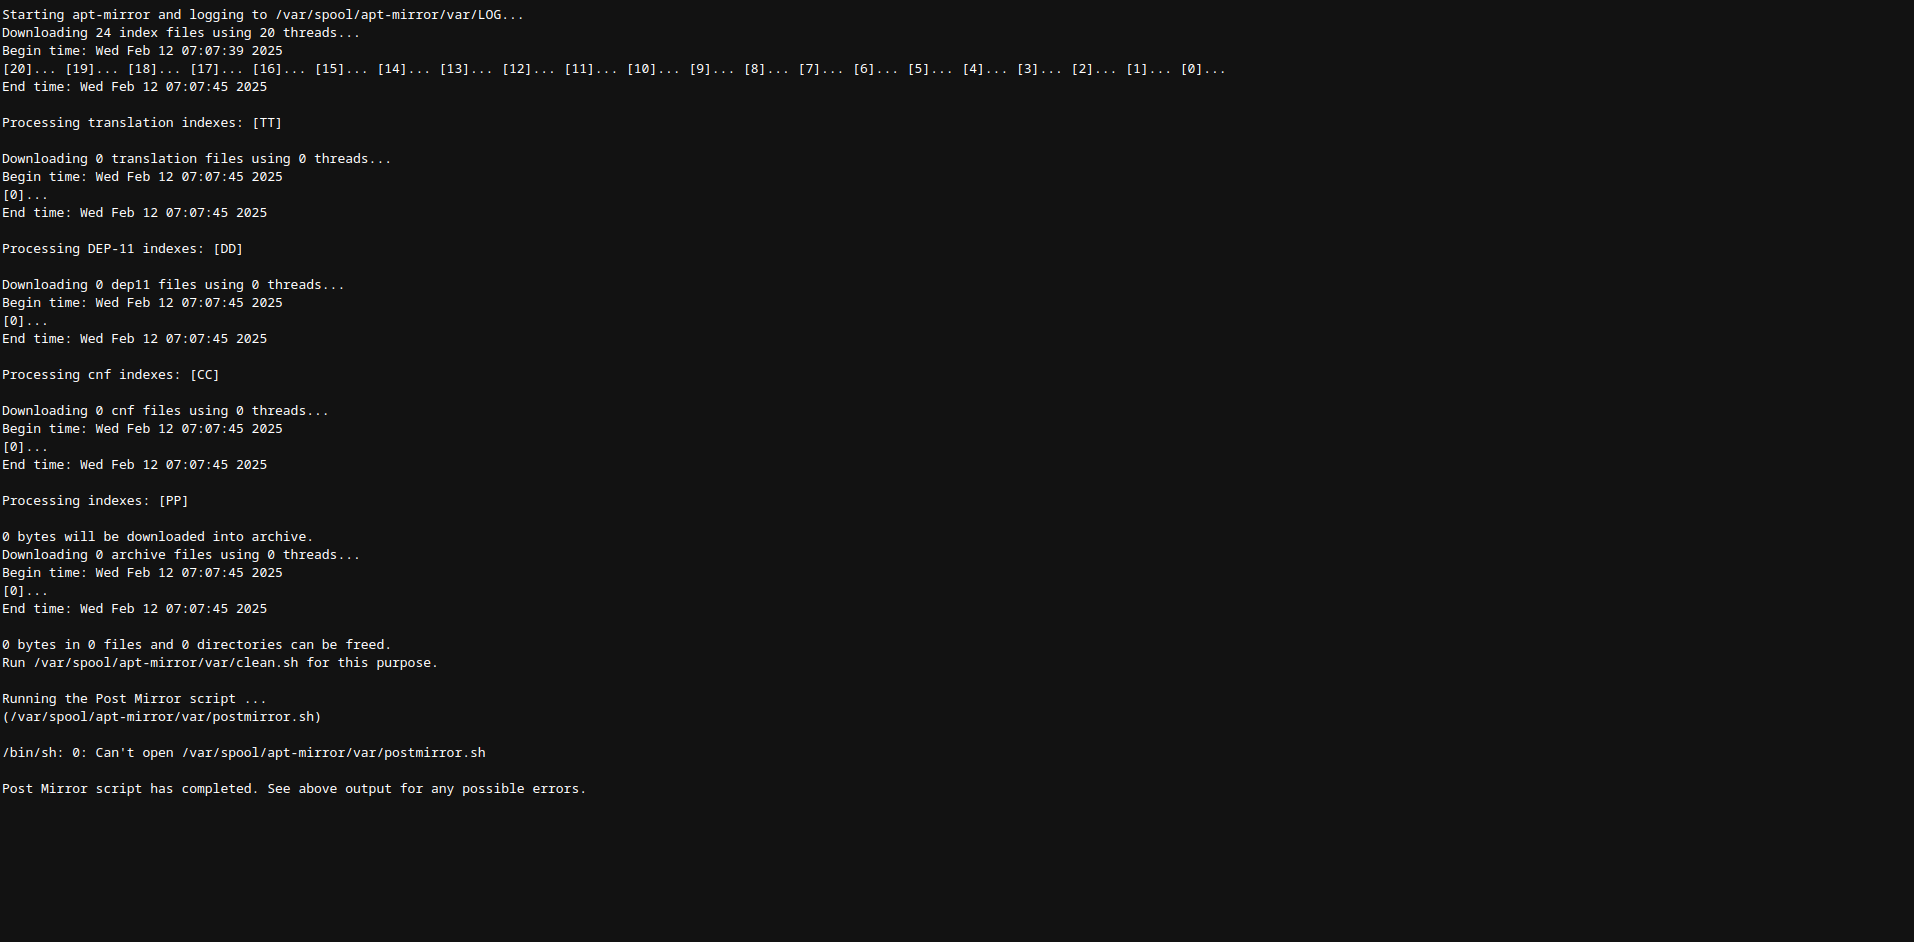 Starting apt-mirror and logging to /var/spool/apt-mirror/var/LOG...
Downloading 24 index files using 20 threads...
Begin time: Wed Feb 12 07:07:39 2025
[20]... [19]... [18]... [17]... [16]... [15]... [14]... [13]... [12]... [11]... [10]... [9]... [8]... [7]... [6]... [5]... [4]... [3]... [2]... [1]... [0]...
End time: Wed Feb 12 07:07:45 2025
Processing translation indexes: [TT]
Downloading 0 translation files using 0 threads...
Begin time: Wed Feb 12 07:07:45 2025
[0]...
End time: Wed Feb 12 07:07:45 2025
Processing DEP-11 indexes: [DD]
Downloading 0 dep11 files using 0 threads...
Begin time: Wed Feb 12 07:07:45 2025
[0]...
End time: Wed Feb 12 07:07:45 2025
Processing cnf indexes: [CC]
Downloading 0 cnf files using 0 threads...
Begin time: Wed Feb 12 07:07:45 2025
[0]...
End time: Wed Feb 12 07:07:45 2025
Processing indexes: [PP]
0 bytes will be downloaded into archive.
Downloading 0 archive files using 0 threads...
Begin time: Wed Feb 12 07:07:45 2025
[0]...
End time: Wed Feb 12 07:07:45 2025
0 bytes in 0 files and 0 directories can be freed.
Run /var/spool/apt-mirror/var/clean.sh for this purpose.
Running the Post Mirror script ...
(/var/spool/apt-mirror/var/postmirror.sh)
/bin/sh: 0: Can't open /var/spool/apt-mirror/var/postmirror.sh
Post Mirror script has completed. See above output for any possible errors.